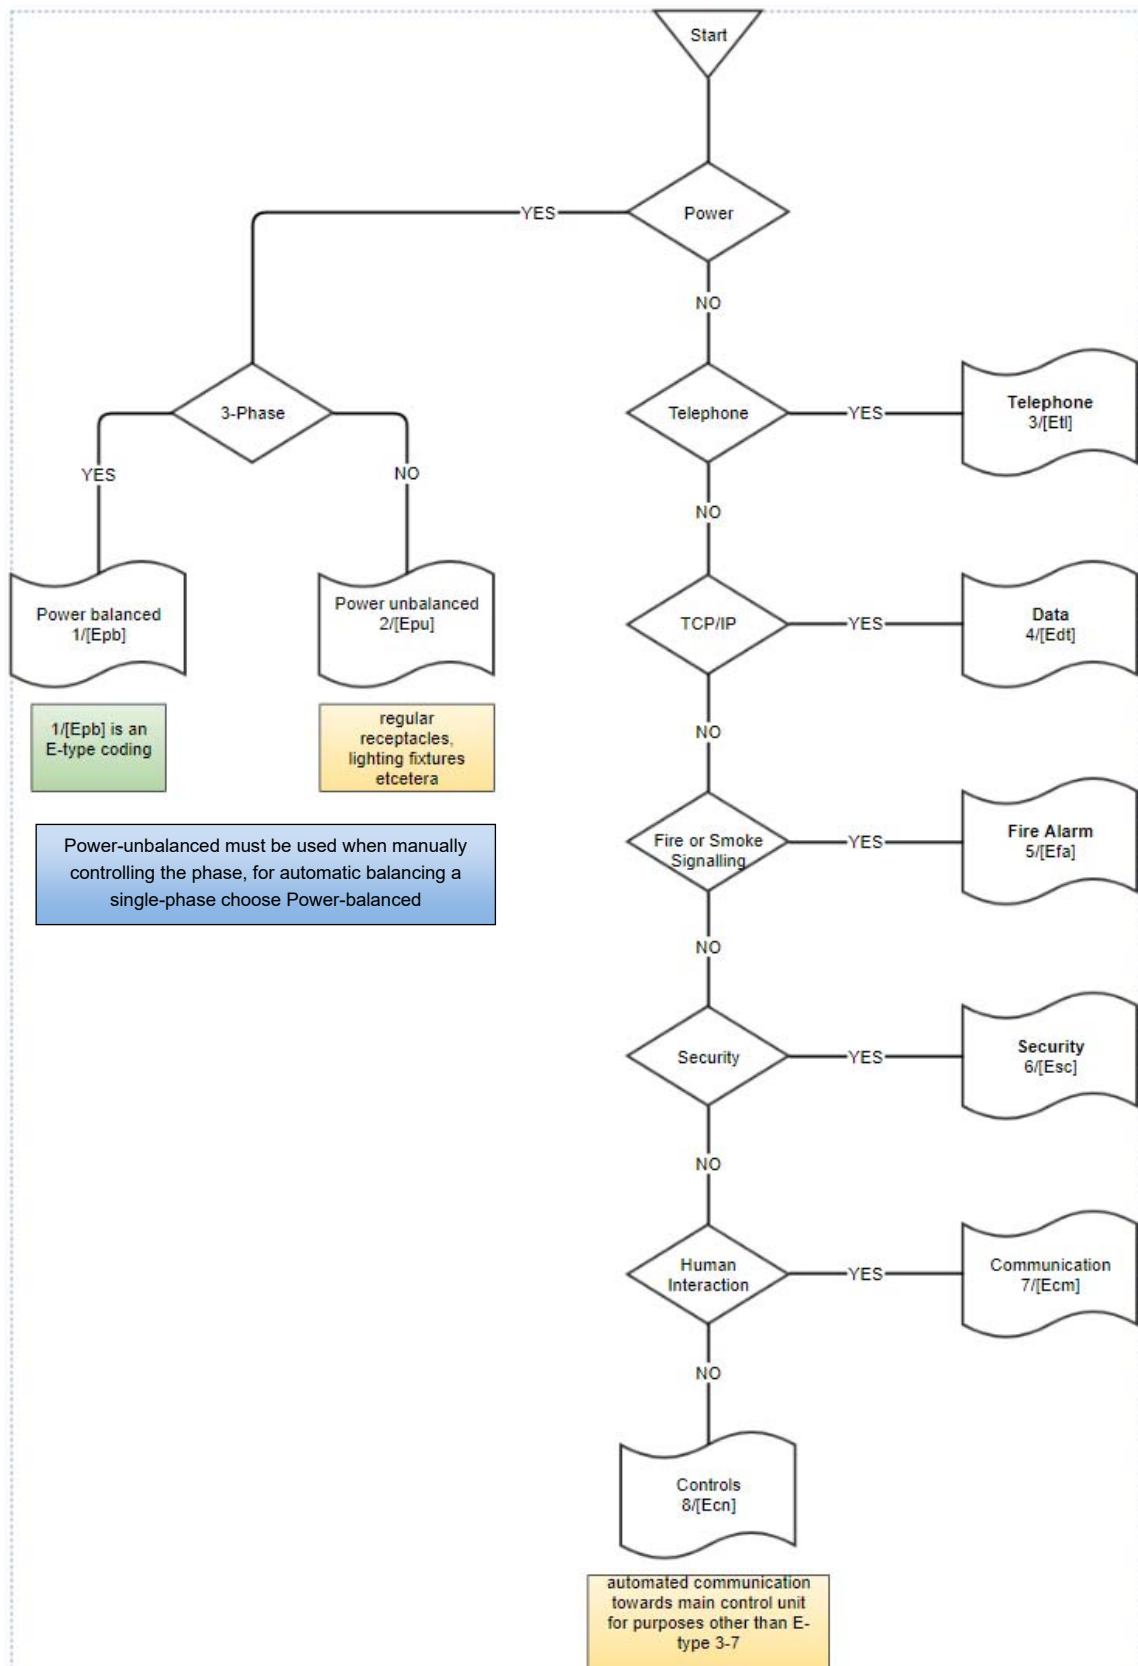 Start
Power
YES
NO
3-Phase
YES
NO
Power balanced
1/[Epb]
Power unbalanced
2/[Epu]
1/[Epb] is an
E-type coding
regular
receptacles,
lighting fixtures
etcetera
Power-unbalanced must be used when manually
controlling the phase, for automatic balancing a
single-phase choose Power-balanced
Telephone
YES
Telephone
3/[Etl]
NO
TCP/IP
YES
Data
4/[Edt]
NO
Fire or Smoke
Signalling
YES
Fire Alarm
5/[Efa]
NO
Security
YES
Security
6/[Esc]
NO
Human
Interaction
YES
Communication
7/[Ecm]
NO
Controls
8/[Ecn]
automated communication
towards main control unit
for purposes other than E-
type 3-7